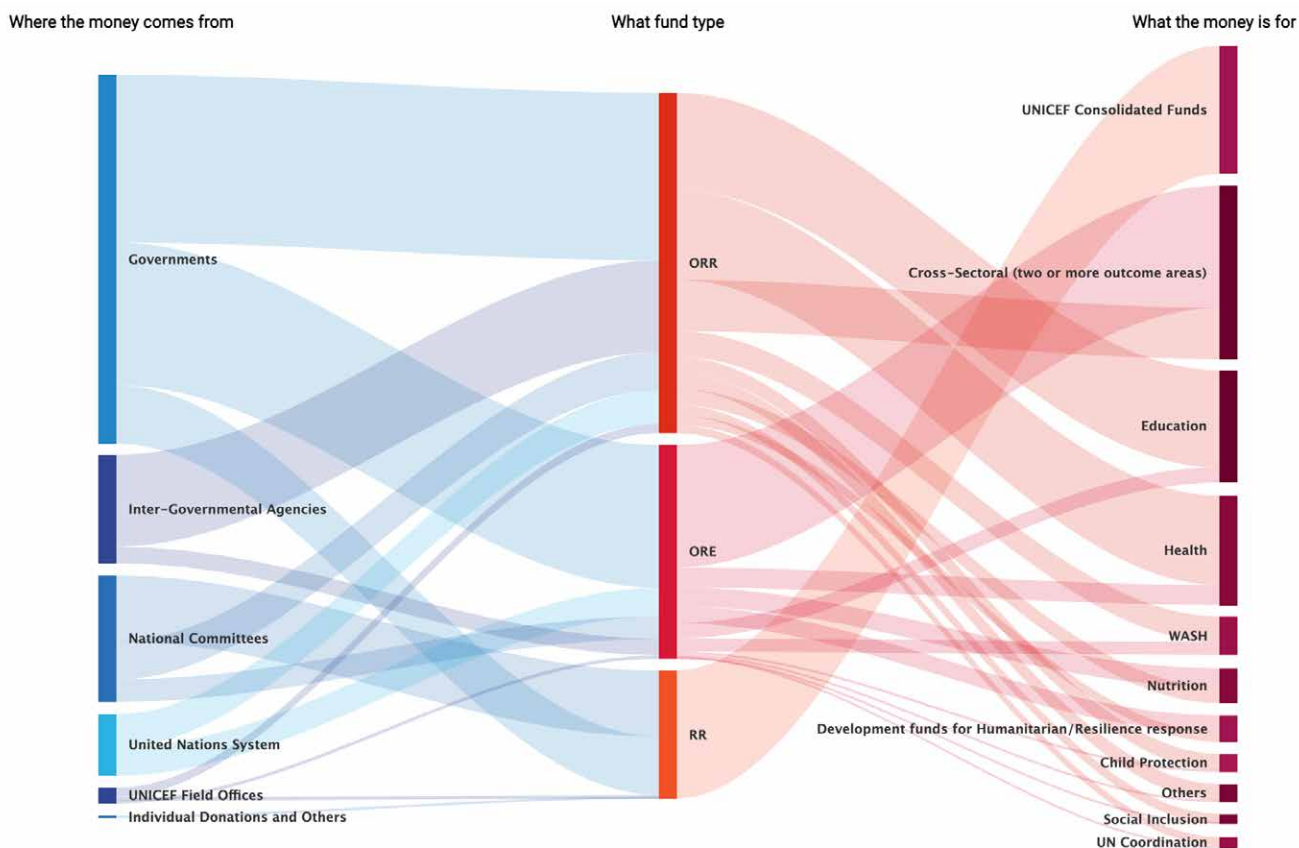 Where the money comes from
What fund type
What the money is for
Governments
Inter-Governmental Agencies
National Committees
United Nations System
UNICEF Field Offices
Individual Donations and Others
ORR
ORE
RR
UNICEF Consolidated Funds
Cross-Sectoral (two or more outcome areas)
Education
Health
WASH
Nutrition
Development funds for Humanitarian/Resilience response
Child Protection
Others
Social Inclusion
UN Coordination